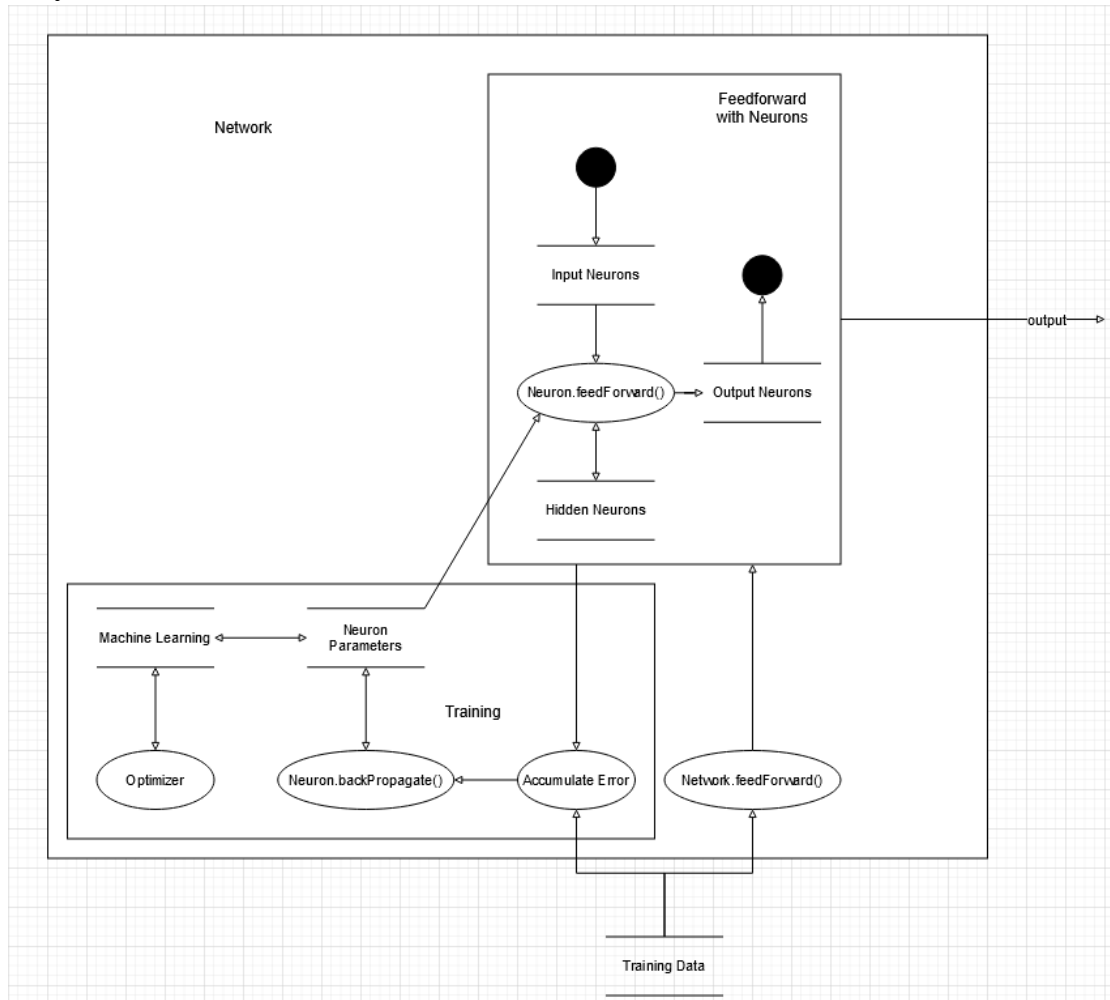 Network
Feedforward
with Neurons
Input Neurons
output
Neuron.feedForward()
Output Neurons
Hidden Neurons
Machine Learning
Neuron
Parameters
Training
Optimizer
Neuron.backPropagate()
Accumulate Error
Network.feedForward()
Training Data